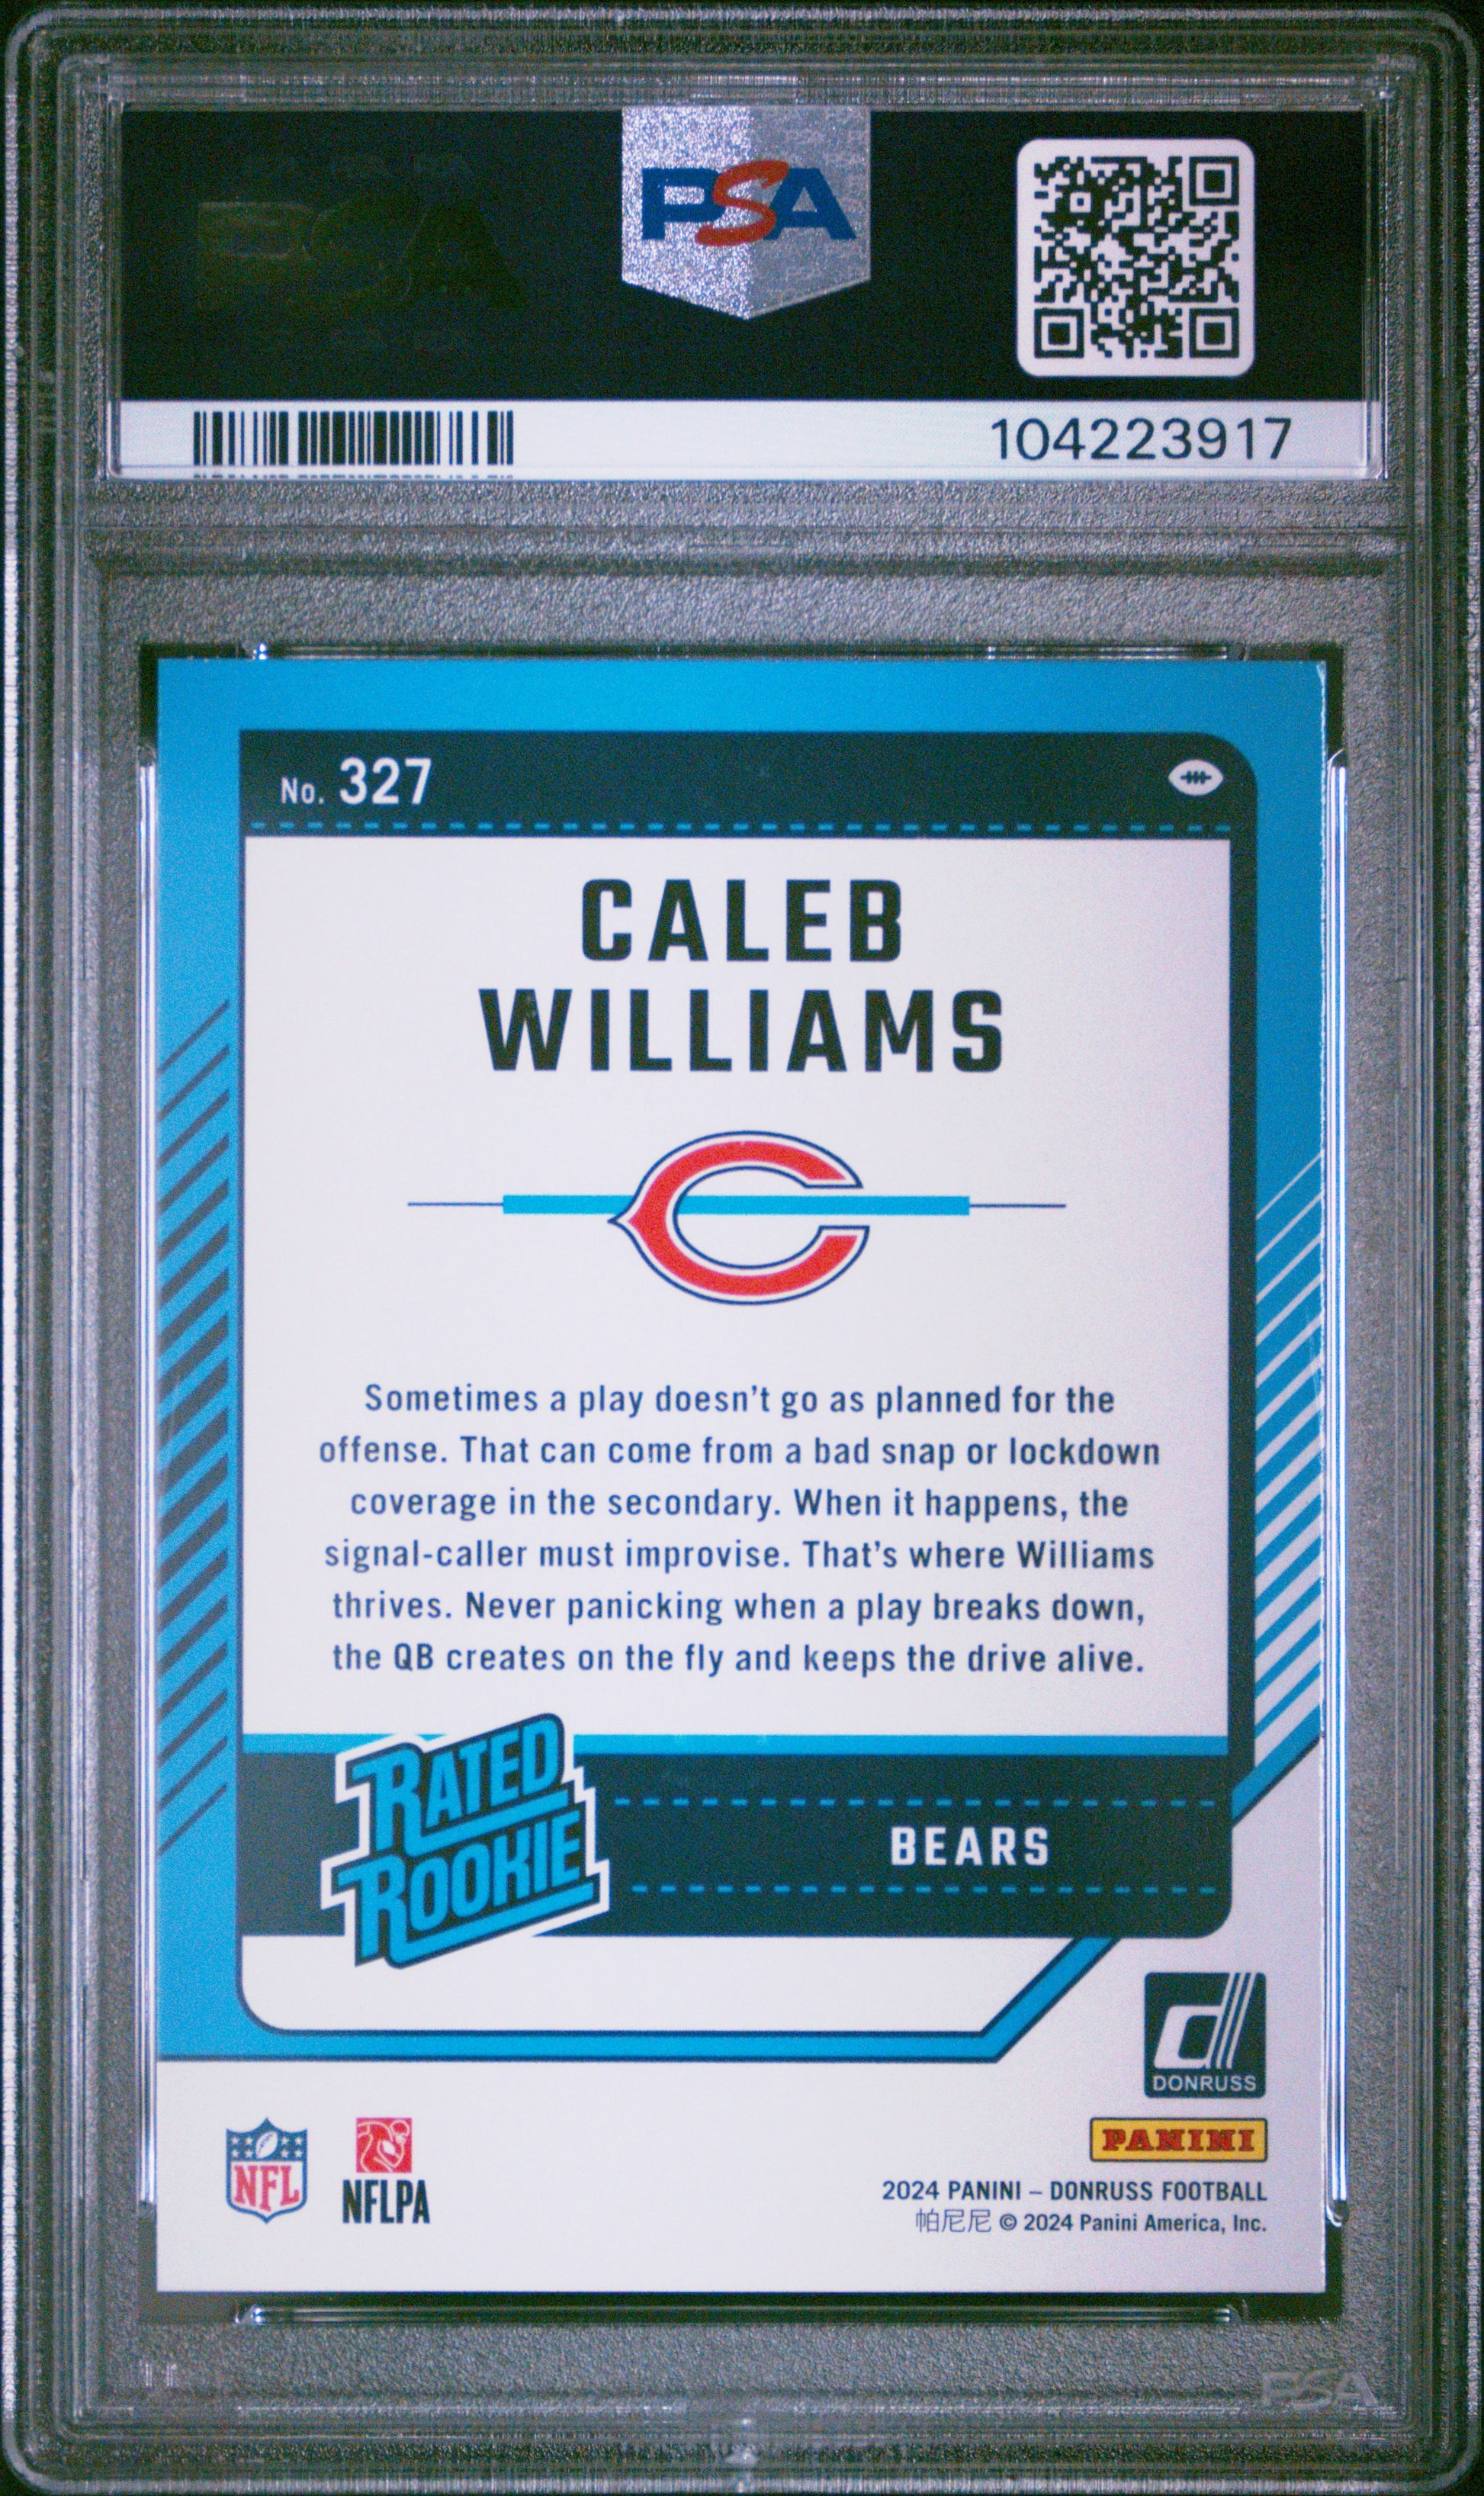 PSA
104223917
No. 327
CALEB
WILLIAMS
Sometimes a play doesn't go as planned for the
offense. That can come from a bad snap or lockdown
coverage in the secondary. When it happens, the
signal-caller must improvise. That's where Williams
thrives. Never panicking when a play breaks down,
the QB creates on the fly and keeps the drive alive.
RATED
ROOKIE
BEARS
DONRUSS
PANINI
NFL
NFLPA
2024 PANINI – DONRUSS FOOTBALL
帕尼尼 © 2024 Panini America, Inc.
PSA